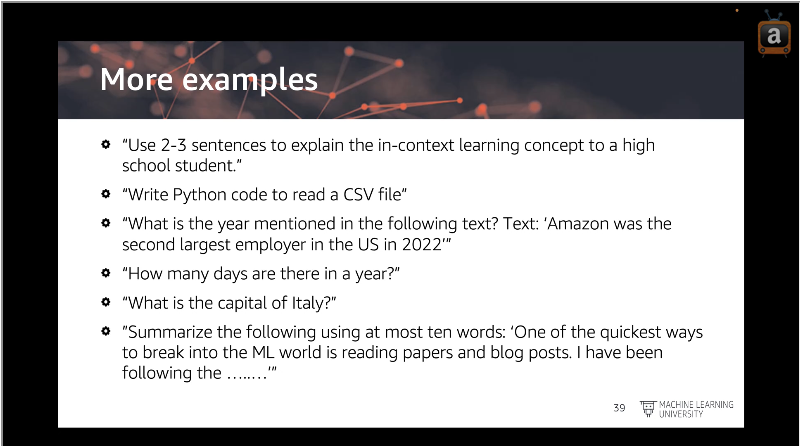 a
More examples
"Use 2-3 sentences to explain the in-context learning concept to a high
school student."
"Write Python code to read a CSV file"
"What is the year mentioned in the following text? Text: 'Amazon was the
second largest employer in the US in 2022'"
"How many days are there in a year?"
"What is the capital of Italy?"
"Summarize the following using at most ten words: 'One of the quickest ways
to break into the ML world is reading papers and blog posts. I have been
following the ……..…'"
39
MACHINE LEARNING
UNIVERSITY